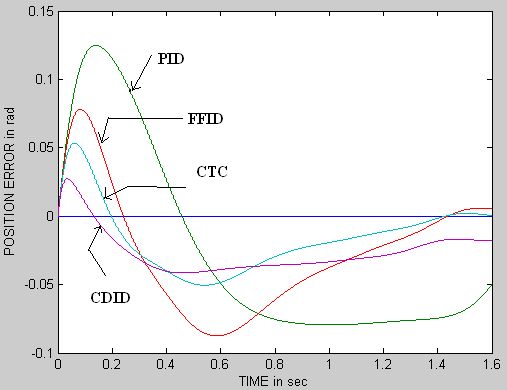 0.15
0.1
0.05
0
-0.05
-0.1
POSITION ERROR in rad
PID
FFID
CTC
CDID
0 0.2 0.4 0.6 0.8 1 1.2 1.4 1.6
TIME in sec